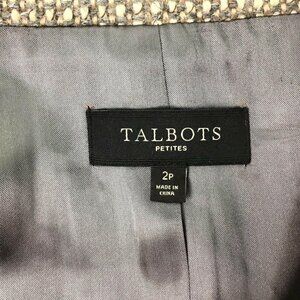 TALBOTS
PETITES
2P
MADE IN
CHINA